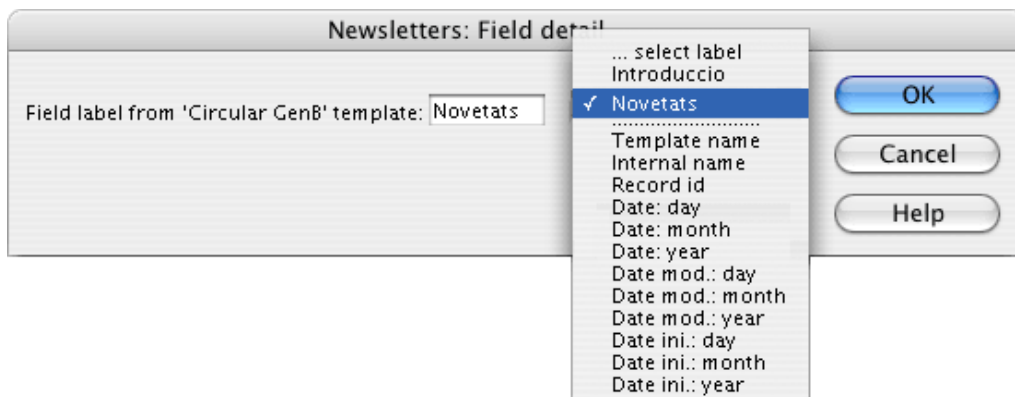 Newsletters: Field detail
... select label
Introduccio
Field label from 'Circular GenB' template: Novetats
✓ Novetats
Template name
Internal name
Record id
Date: day
Date: month
Date: year
Date mod.: day
Date mod.: month
Date mod.: year
Date ini.: day
Date ini.: month
Date ini.: year
OK
Cancel
Help